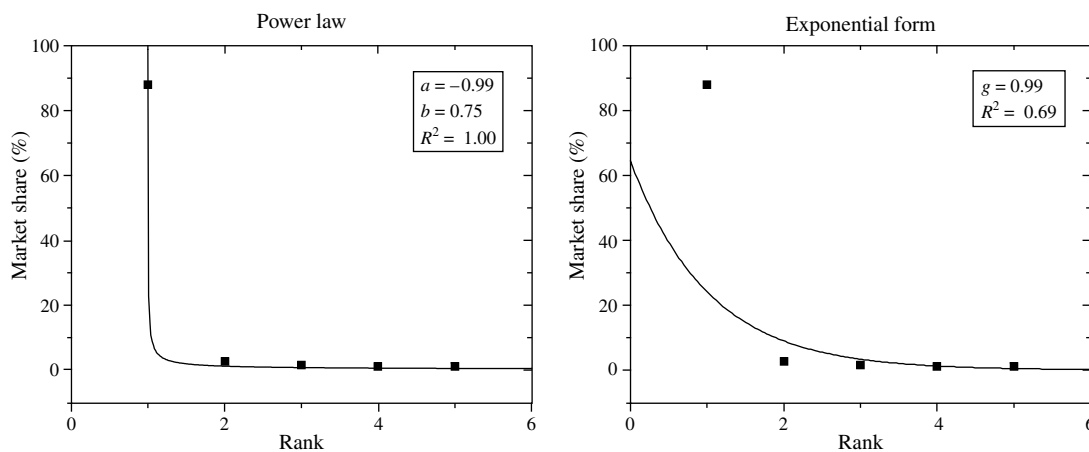 Power law
Market share (%)
100
80
60
40
20
0
a = −0.99
b = 0.75
R² = 1.00
0 2 4 6
Rank
Exponential form
Market share (%)
100
80
60
40
20
0
g = 0.99
R² = 0.69
0 2 4 6
Rank